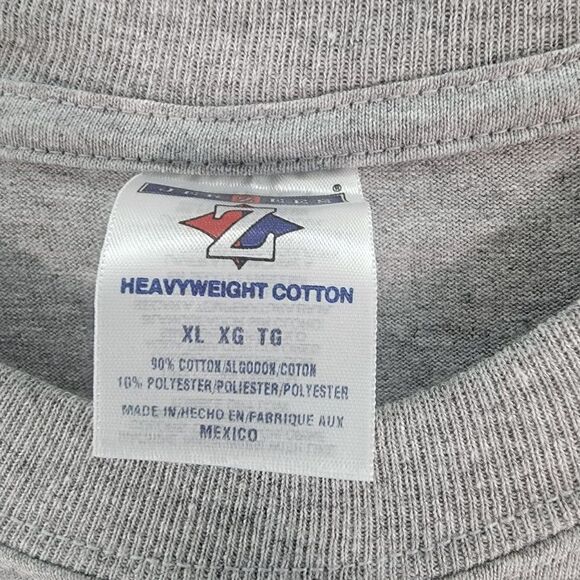 JERZEES ®
Z
HEAVYWEIGHT COTTON
XL XG TG
90% COTTON/ALGODON/COTON
10% POLYESTER/POLIESTER/POLYESTER
MADE IN/HECHO EN/FABRIQUE AUX
MEXICO